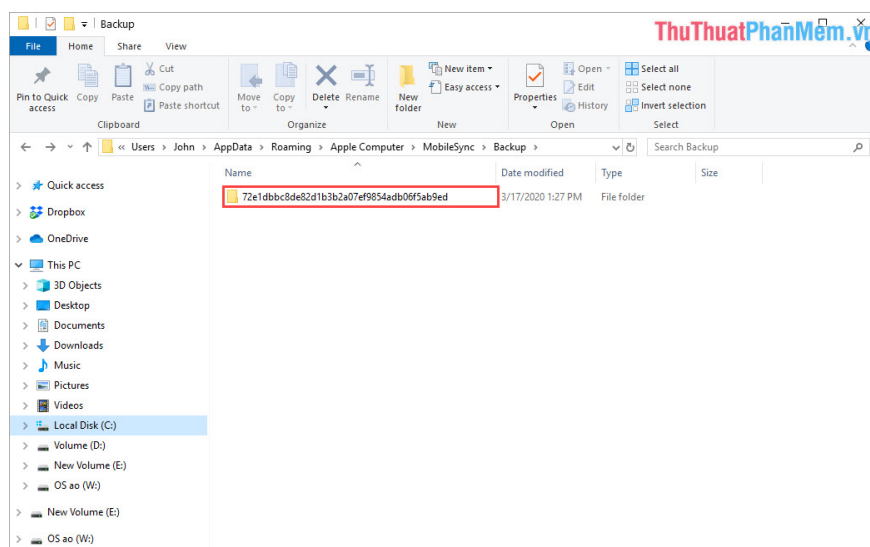 Backup
ThuThuatPhanMem.vn
File Home Share View
Pin to Quick access
Copy
Paste
Cut
Copy path
Paste shortcut
Clipboard
Move to
Copy to
Delete
Rename
Organize
New folder
New item
Easy access
New
Properties
Open
Edit
History
Open
Select all
Select none
Invert selection
Select
« Users > John > AppData > Roaming > Apple Computer > MobileSync > Backup >
Search Backup
Name Date modified Type Size
72e1dbbc8de82d1b3b2a07ef9854adb06f5ab9ed 3/17/2020 1:27 PM File folder
Quick access
Dropbox
OneDrive
This PC
3D Objects
Desktop
Documents
Downloads
Music
Pictures
Videos
Local Disk (C:)
Volume (D:)
New Volume (E:)
OS ao (W:)
New Volume (E:)
OS ao (W:)